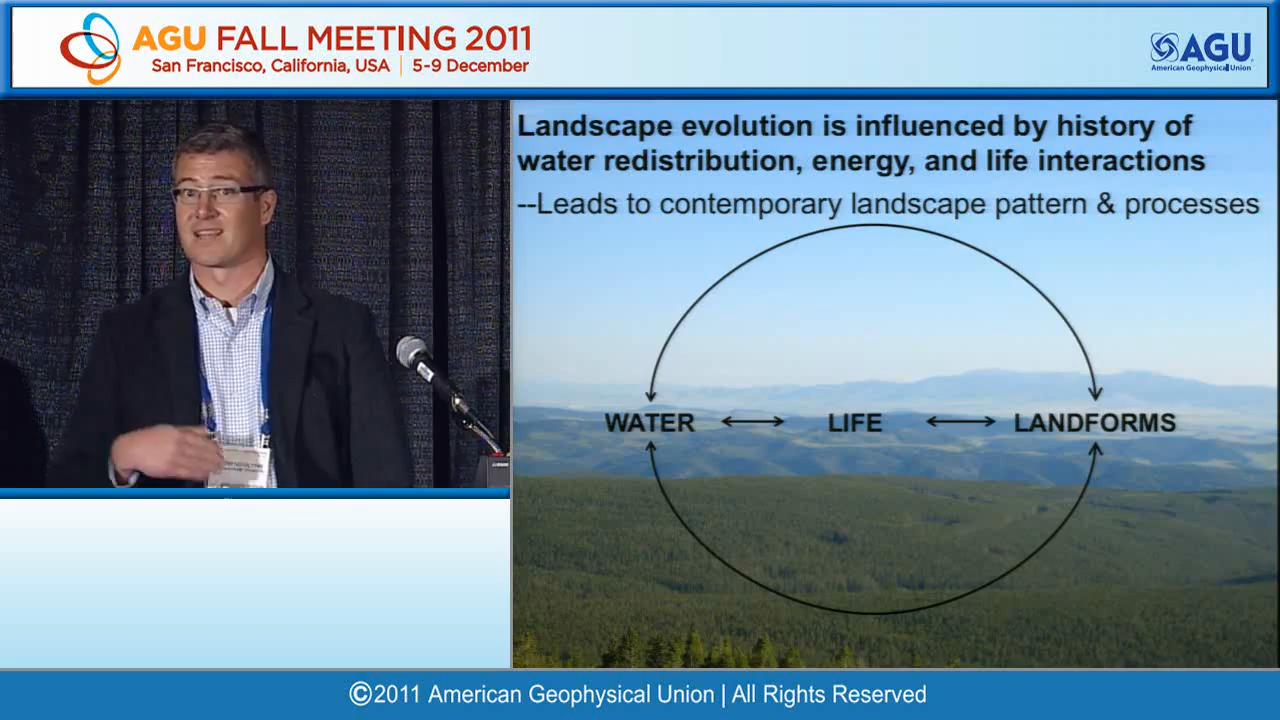 AGU FALL MEETING 2011
San Francisco, California, USA | 5-9 December
AGU
American Geophysical Union
Landscape evolution is influenced by history of
water redistribution, energy, and life interactions
--Leads to contemporary landscape pattern & processes
WATER
LIFE
LANDFORMS
©2011 American Geophysical Union | All Rights Reserved